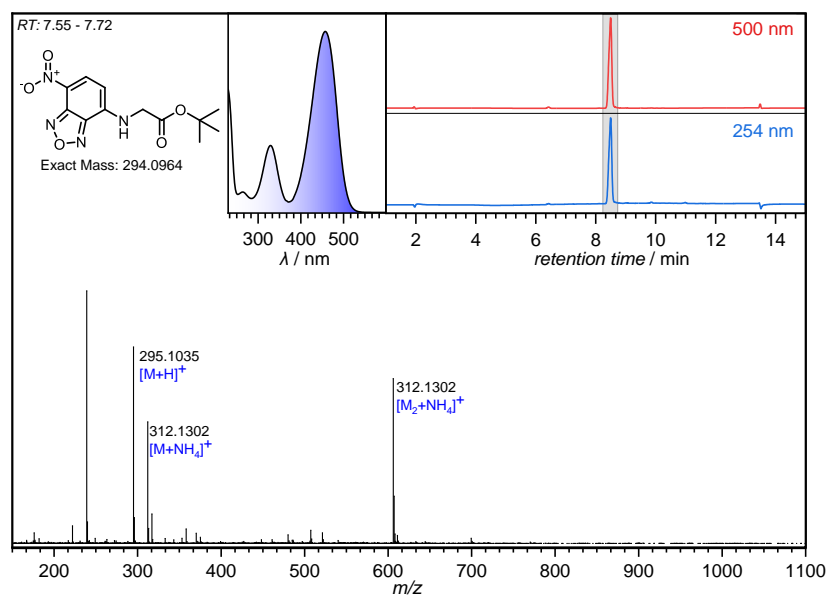 RT: 7.55 - 7.72
O
O
-O
N+
N
O
N
N
H
O
O
Exact Mass: 294.0964
300 400 500
λ / nm
500 nm
254 nm
2 4 6 8 10 12 14
retention time / min
295.1035
[M+H]+
312.1302
[M+NH4]+
312.1302
[M2+NH4]+
200 300 400 500 600 700 800 900 1000 1100
m/z